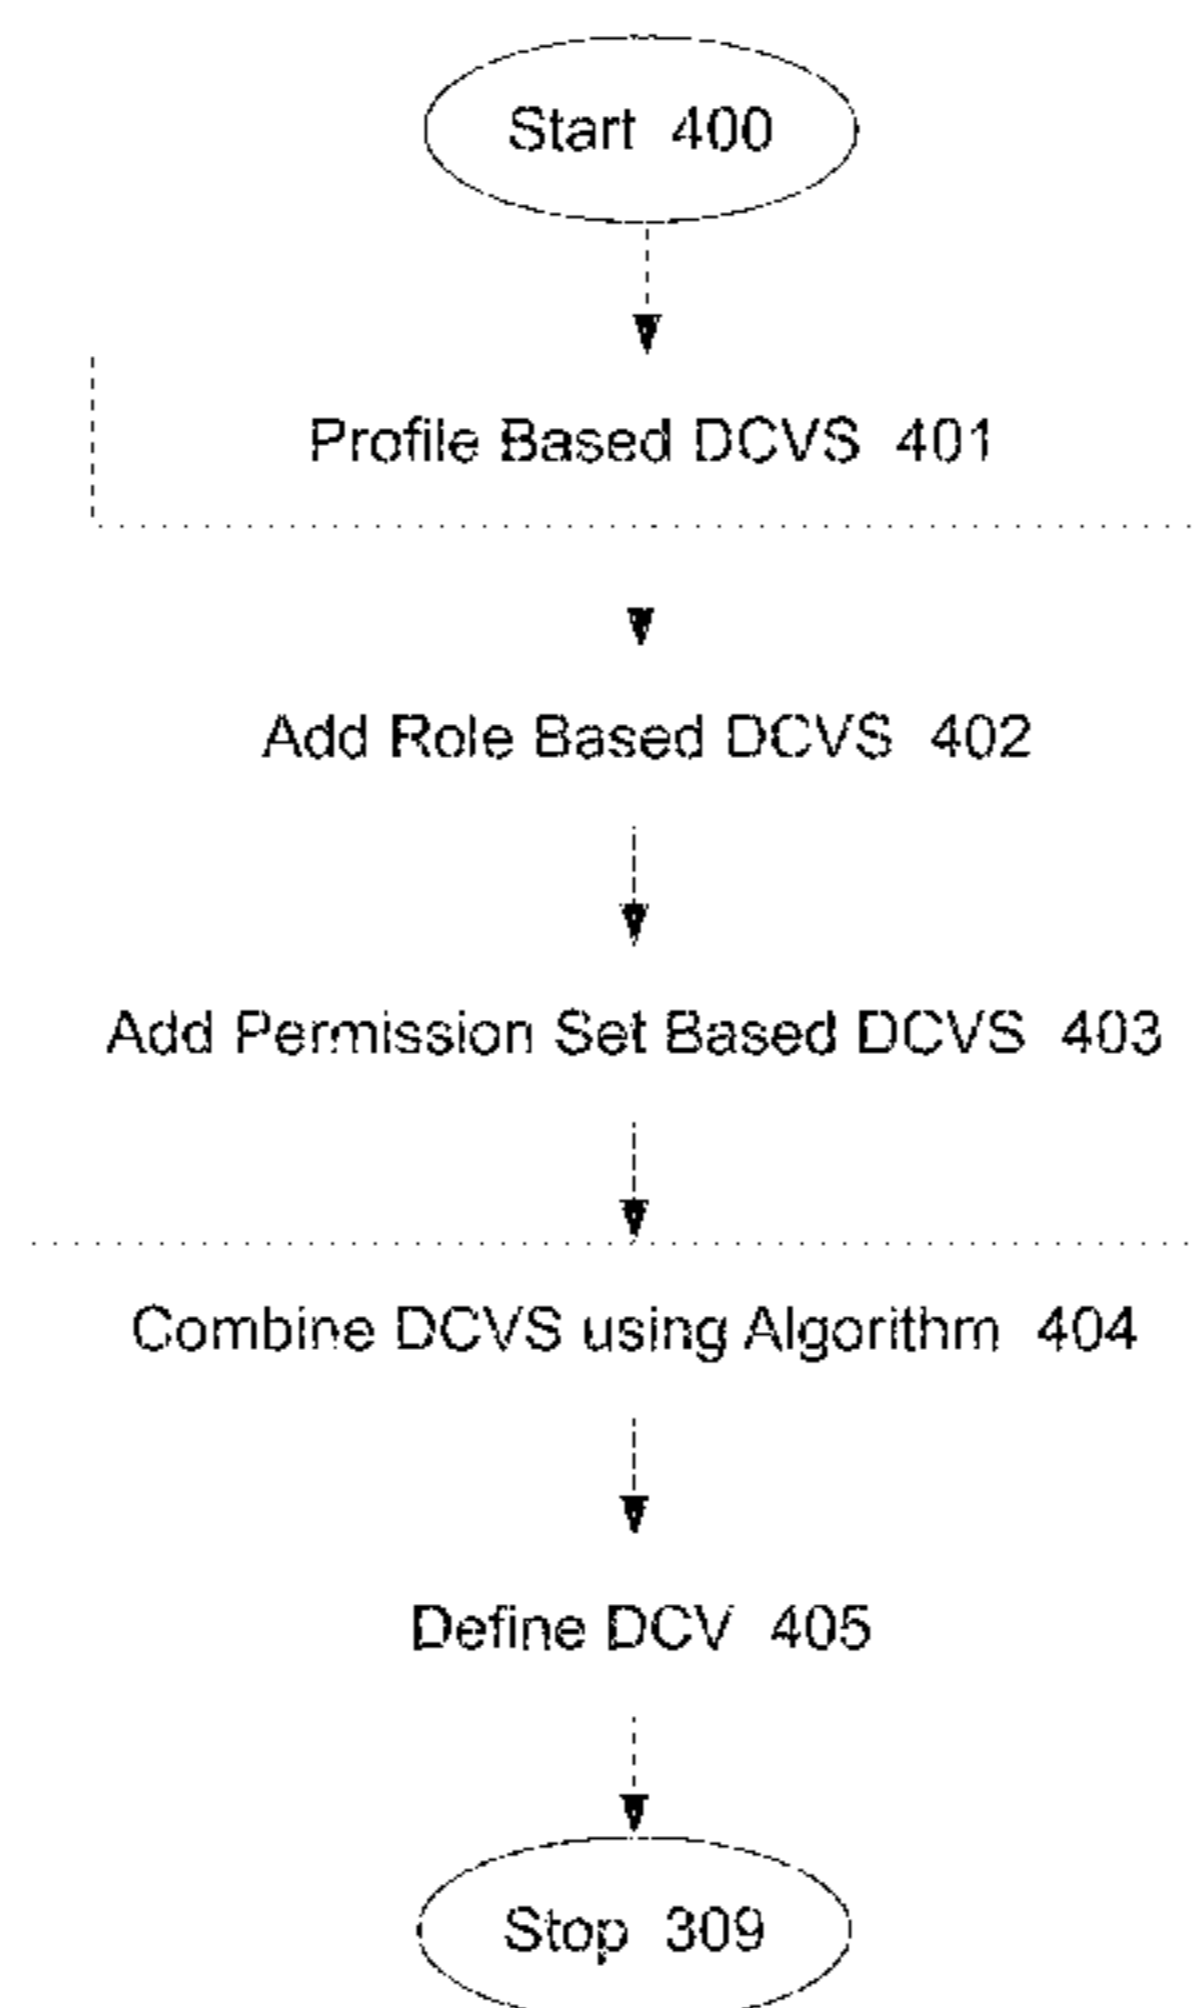 Start 400
Profile Based DCVS 401
Add Role Based DCVS 402
Add Permission Set Based DCVS 403
Combine DCVS using Algorithm 404
Define DCV 405
Stop 309